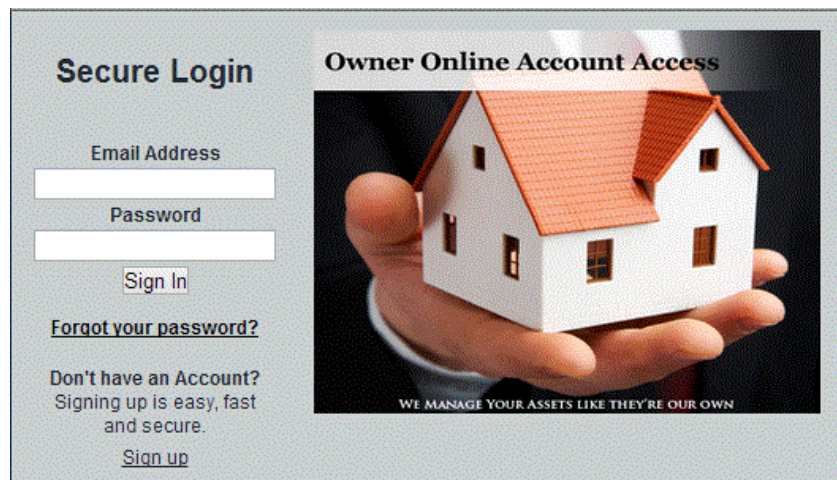 Secure Login
Email Address
Password
Sign In
Forgot your password?
Don't have an Account?
Signing up is easy, fast
and secure.
Sign up
Owner Online Account Access
We Manage Your Assets like they're our own